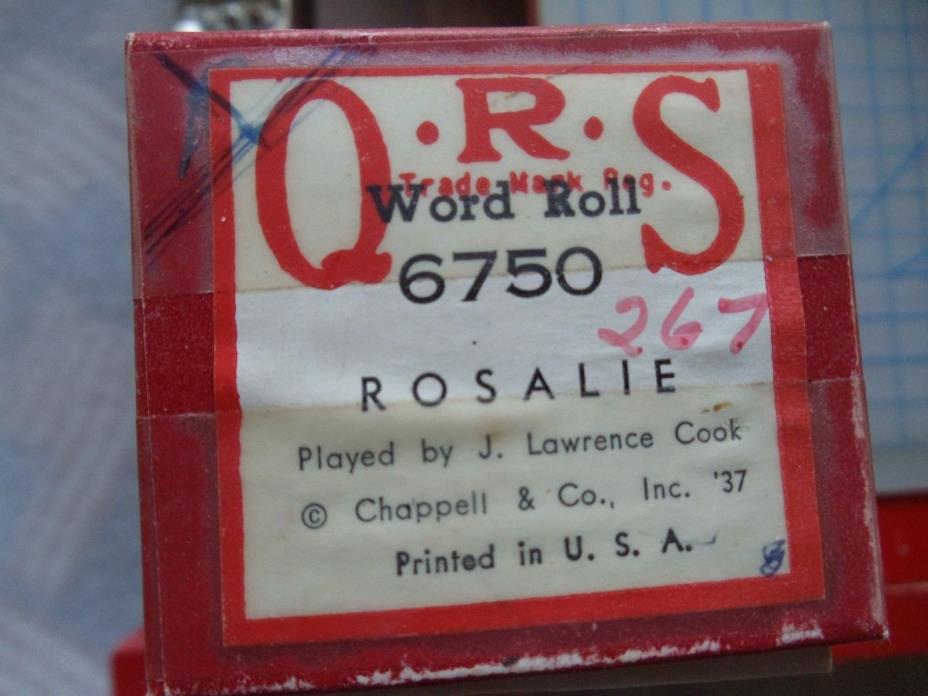 Q·R·S
Trade Mark Reg.
Word Roll
6750
267
ROSALIE
Played by J. Lawrence Cook
© Chappell & Co., Inc. '37
Printed in U. S. A.